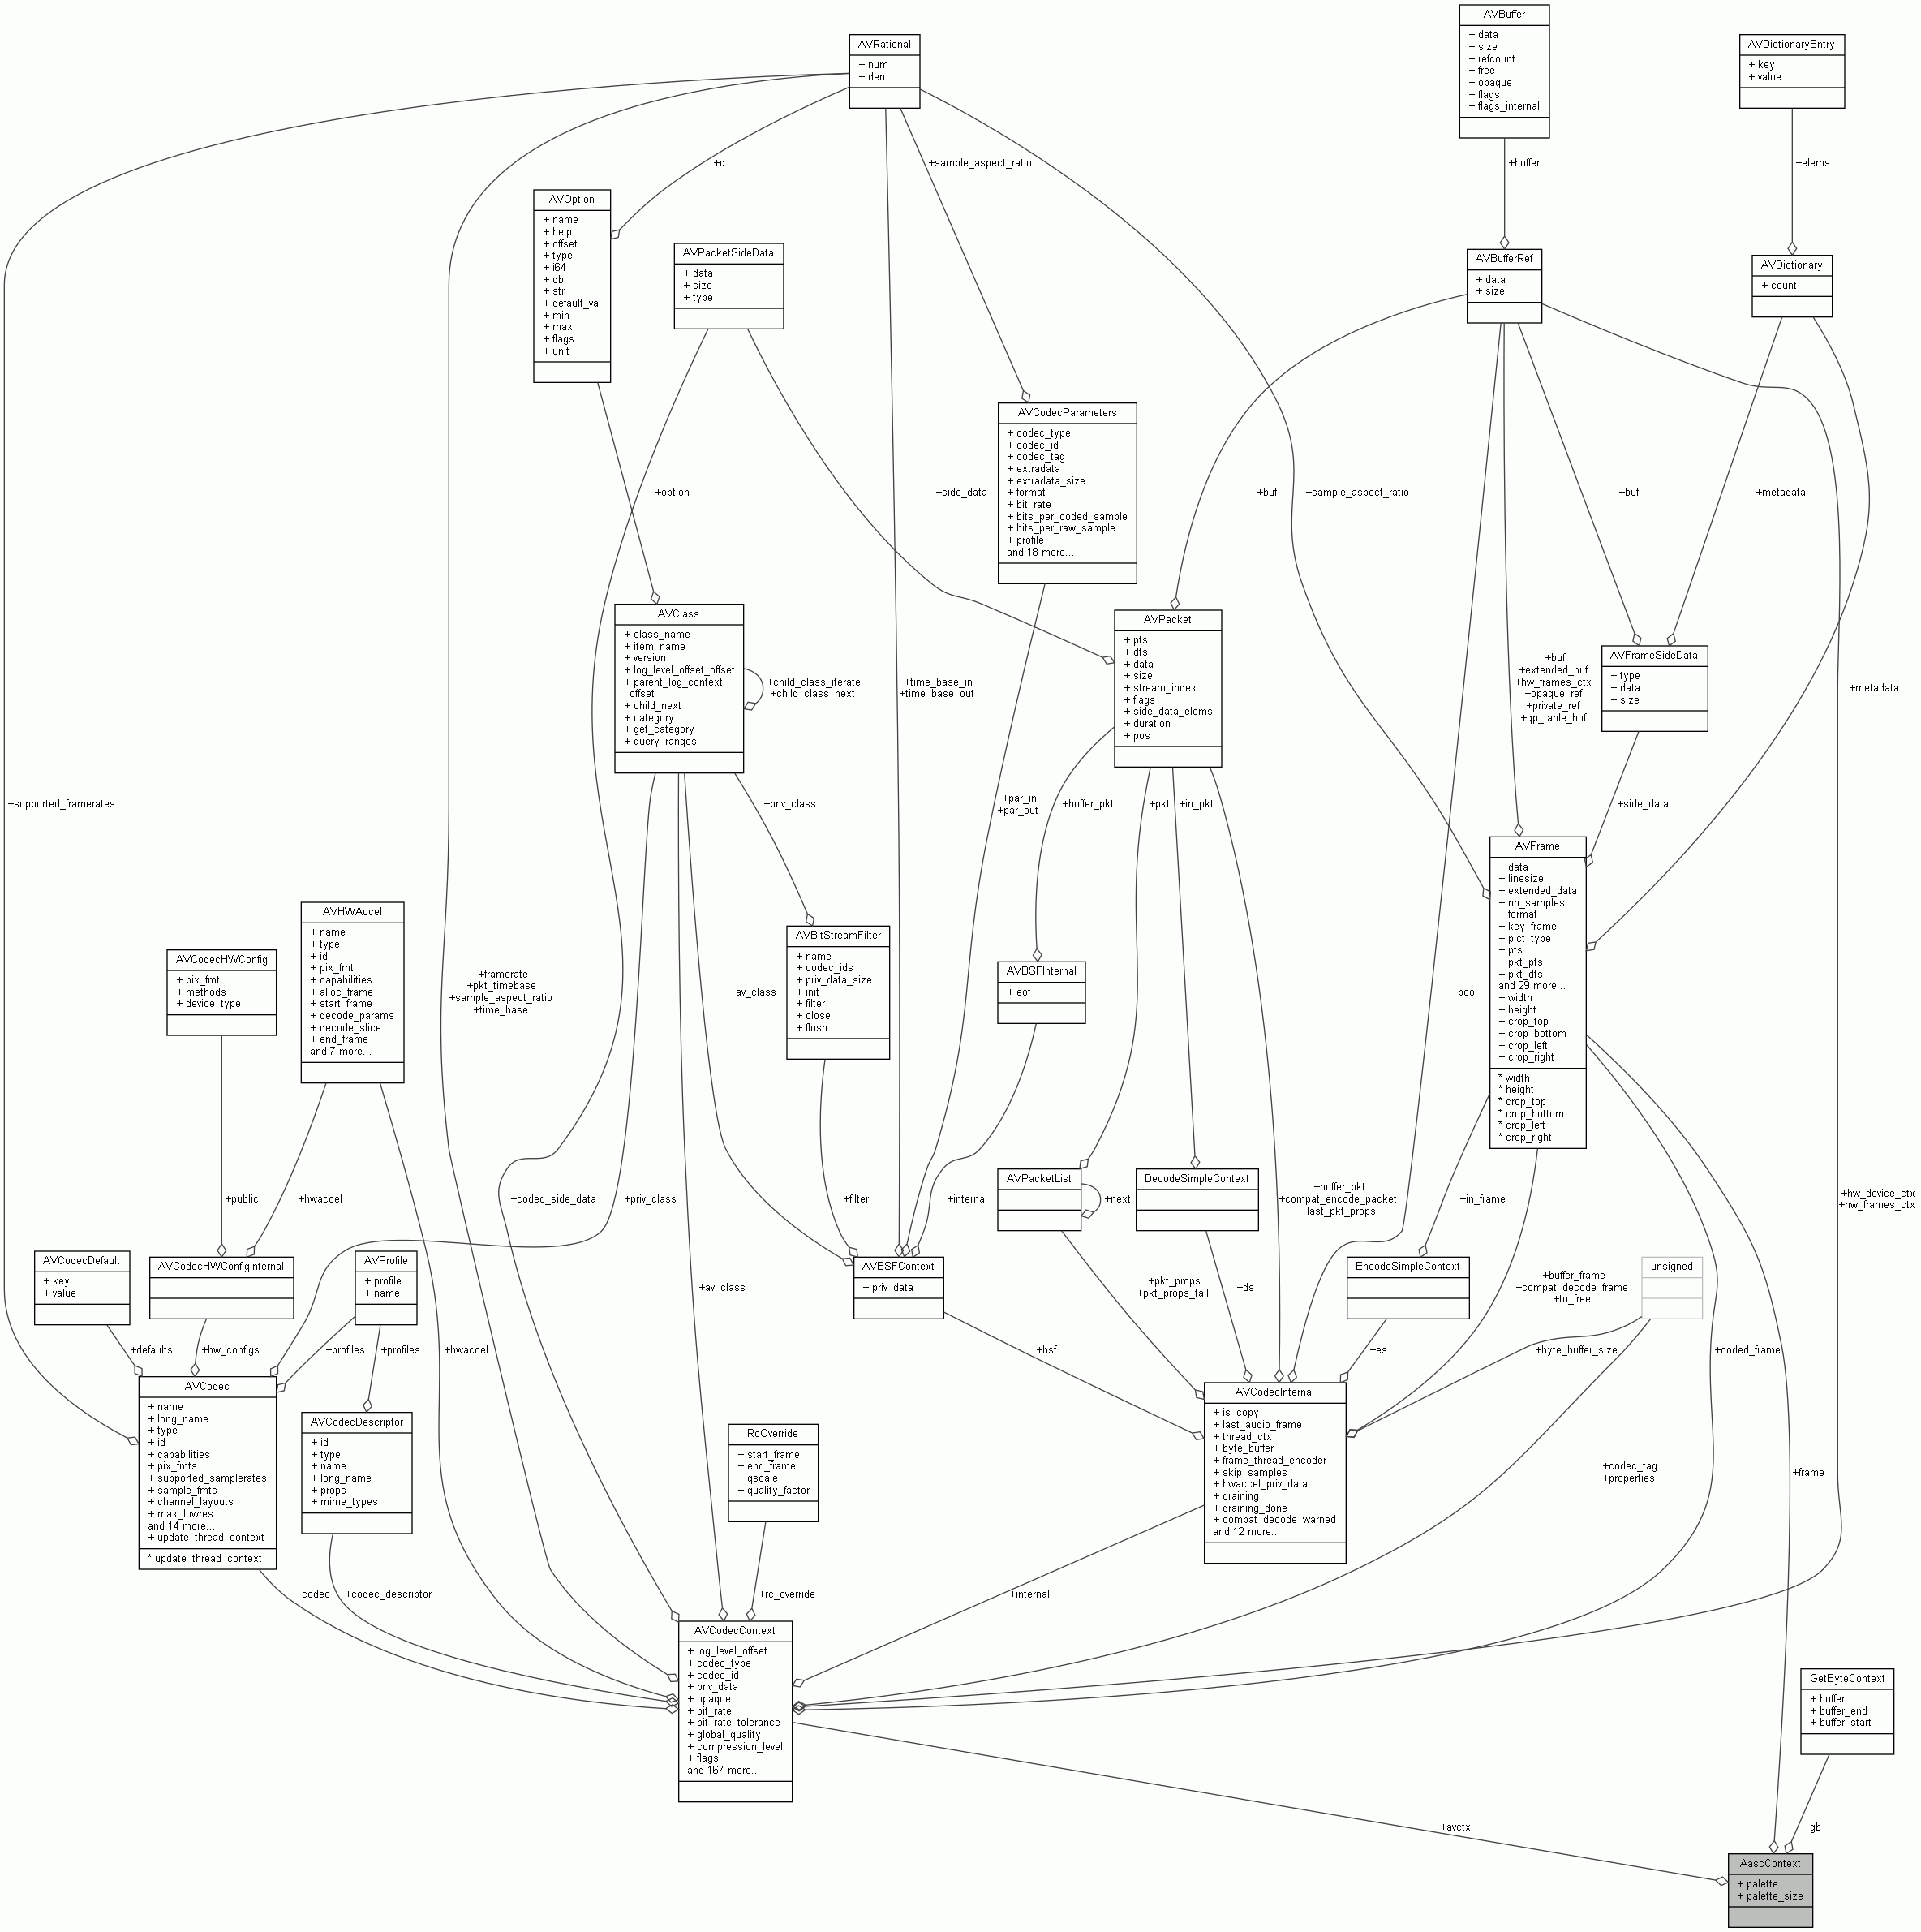 AVBuffer
+ data
+ size
+ refcount
+ free
+ opaque
+ flags
+ flags_internal
AVRational
+ num
+ den
AVDictionaryEntry
+ key
+ value
+q
+sample_aspect_ratio
+buffer
+elems
AVOption
+ name
+ help
+ offset
+ type
+ i64
+ dbl
+ str
+ default_val
+ min
+ max
+ flags
+ unit
AVPacketSideData
+ data
+ size
+ type
AVBufferRef
+ data
+ size
AVDictionary
+ count
AVCodecParameters
+ codec_type
+ codec_id
+ codec_tag
+ extradata
+ extradata_size
+ format
+ bit_rate
+ bits_per_coded_sample
+ bits_per_raw_sample
+ profile
and 18 more...
+option
+side_data
+buf
+sample_aspect_ratio
+buf
+metadata
AVClass
+ class_name
+ item_name
+ version
+ log_level_offset_offset
+ parent_log_context
_offset
+ child_next
+ category
+ get_category
+ query_ranges
+child_class_iterate
+child_class_next
+time_base_in
+time_base_out
AVPacket
+ pts
+ dts
+ data
+ size
+ stream_index
+ flags
+ side_data_elems
+ duration
+ pos
+buf
+extended_buf
+hw_frames_ctx
+opaque_ref
+private_ref
+qp_table_buf
AVFrameSideData
+ type
+ data
+ size
+metadata
+supported_framerates
+priv_class
+par_in
+par_out
+buffer_pkt
+pkt
+in_pkt
+side_data
AVFrame
+ data
+ linesize
+ extended_data
+ nb_samples
+ format
+ key_frame
+ pict_type
+ pts
+ pkt_pts
+ pkt_dts
and 29 more...
+ width
+ height
+ crop_top
+ crop_bottom
+ crop_left
+ crop_right
* width
* height
* crop_top
* crop_bottom
* crop_left
* crop_right
AVHWAccel
+ name
+ type
+ id
+ pix_fmt
+ capabilities
+ alloc_frame
+ start_frame
+ decode_params
+ decode_slice
+ end_frame
and 7 more...
AVCodecHWConfig
+ pix_fmt
+ methods
+ device_type
+framerate
+pkt_timebase
+sample_aspect_ratio
+time_base
+av_class
AVBitStreamFilter
+ name
+ codec_ids
+ priv_data_size
+ init
+ filter
+ close
+ flush
AVBSFInternal
+ eof
+pool
+public
+hwaccel
+coded_side_data
+priv_class
+filter
+internal
AVPacketList
+next
DecodeSimpleContext
+buffer_pkt
+compat_encode_packet
+last_pkt_props
+in_frame
+hw_device_ctx
+hw_frames_ctx
AVCodecDefault
+ key
+ value
AVCodecHWConfigInternal
AVProfile
+ profile
+ name
+av_class
AVBSFContext
+ priv_data
+pkt_props
+pkt_props_tail
+ds
EncodeSimpleContext
+buffer_frame
+compat_decode_frame
+to_free
unsigned
+defaults
+hw_configs
+profiles
+profiles
+hwaccel
+bsf
+es
+byte_buffer_size
+coded_frame
AVCodec
+ name
+ long_name
+ type
+ id
+ capabilities
+ pix_fmts
+ supported_samplerates
+ sample_fmts
+ channel_layouts
+ max_lowres
and 14 more...
+ update_thread_context
* update_thread_context
AVCodecDescriptor
+ id
+ type
+ name
+ long_name
+ props
+ mime_types
RcOverride
+ start_frame
+ end_frame
+ qscale
+ quality_factor
AVCodecInternal
+ is_copy
+ last_audio_frame
+ thread_ctx
+ byte_buffer
+ frame_thread_encoder
+ skip_samples
+ hwaccel_priv_data
+ draining
+ draining_done
+ compat_decode_warned
and 12 more...
+codec_tag
+properties
+frame
+codec
+codec_descriptor
+rc_override
+internal
AVCodecContext
+ log_level_offset
+ codec_type
+ codec_id
+ priv_data
+ opaque
+ bit_rate
+ bit_rate_tolerance
+ global_quality
+ compression_level
+ flags
and 167 more...
GetByteContext
+ buffer
+ buffer_end
+ buffer_start
+avctx
+gb
AascContext
+ palette
+ palette_size